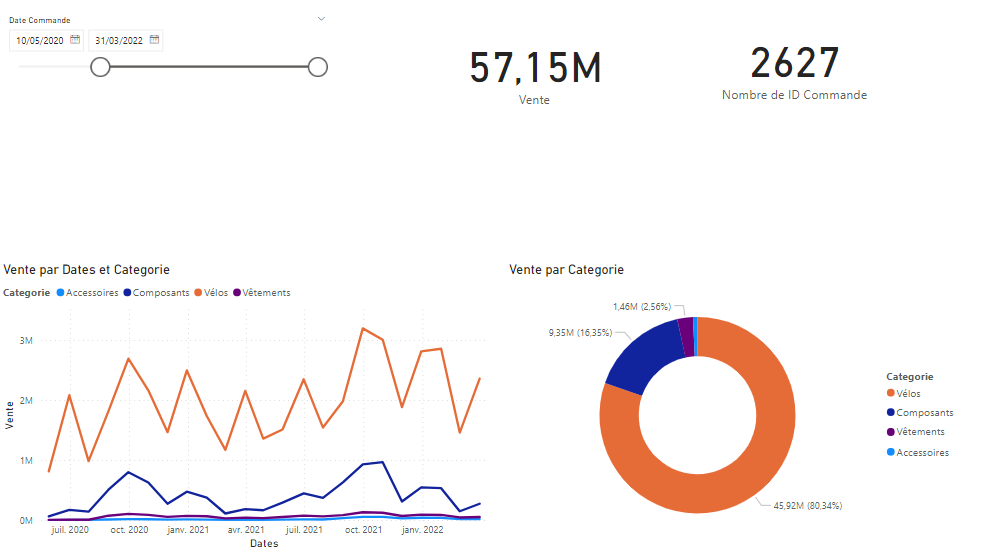 Date Commande
10/05/2020 31/03/2022
57,15M
Vente
2627
Nombre de ID Commande
Vente par Dates et Categorie
Categorie Accessoires Composants Vélos Vêtements
3M
2M
1M
0M
Vente
juil. 2020 oct. 2020 janv. 2021 avr. 2021 juil. 2021 oct. 2021 janv. 2022
Dates
Vente par Categorie
1,46M (2,56%)
9,35M (16,35%)
45,92M (80,34%)
Categorie
Vélos
Composants
Vêtements
Accessoires